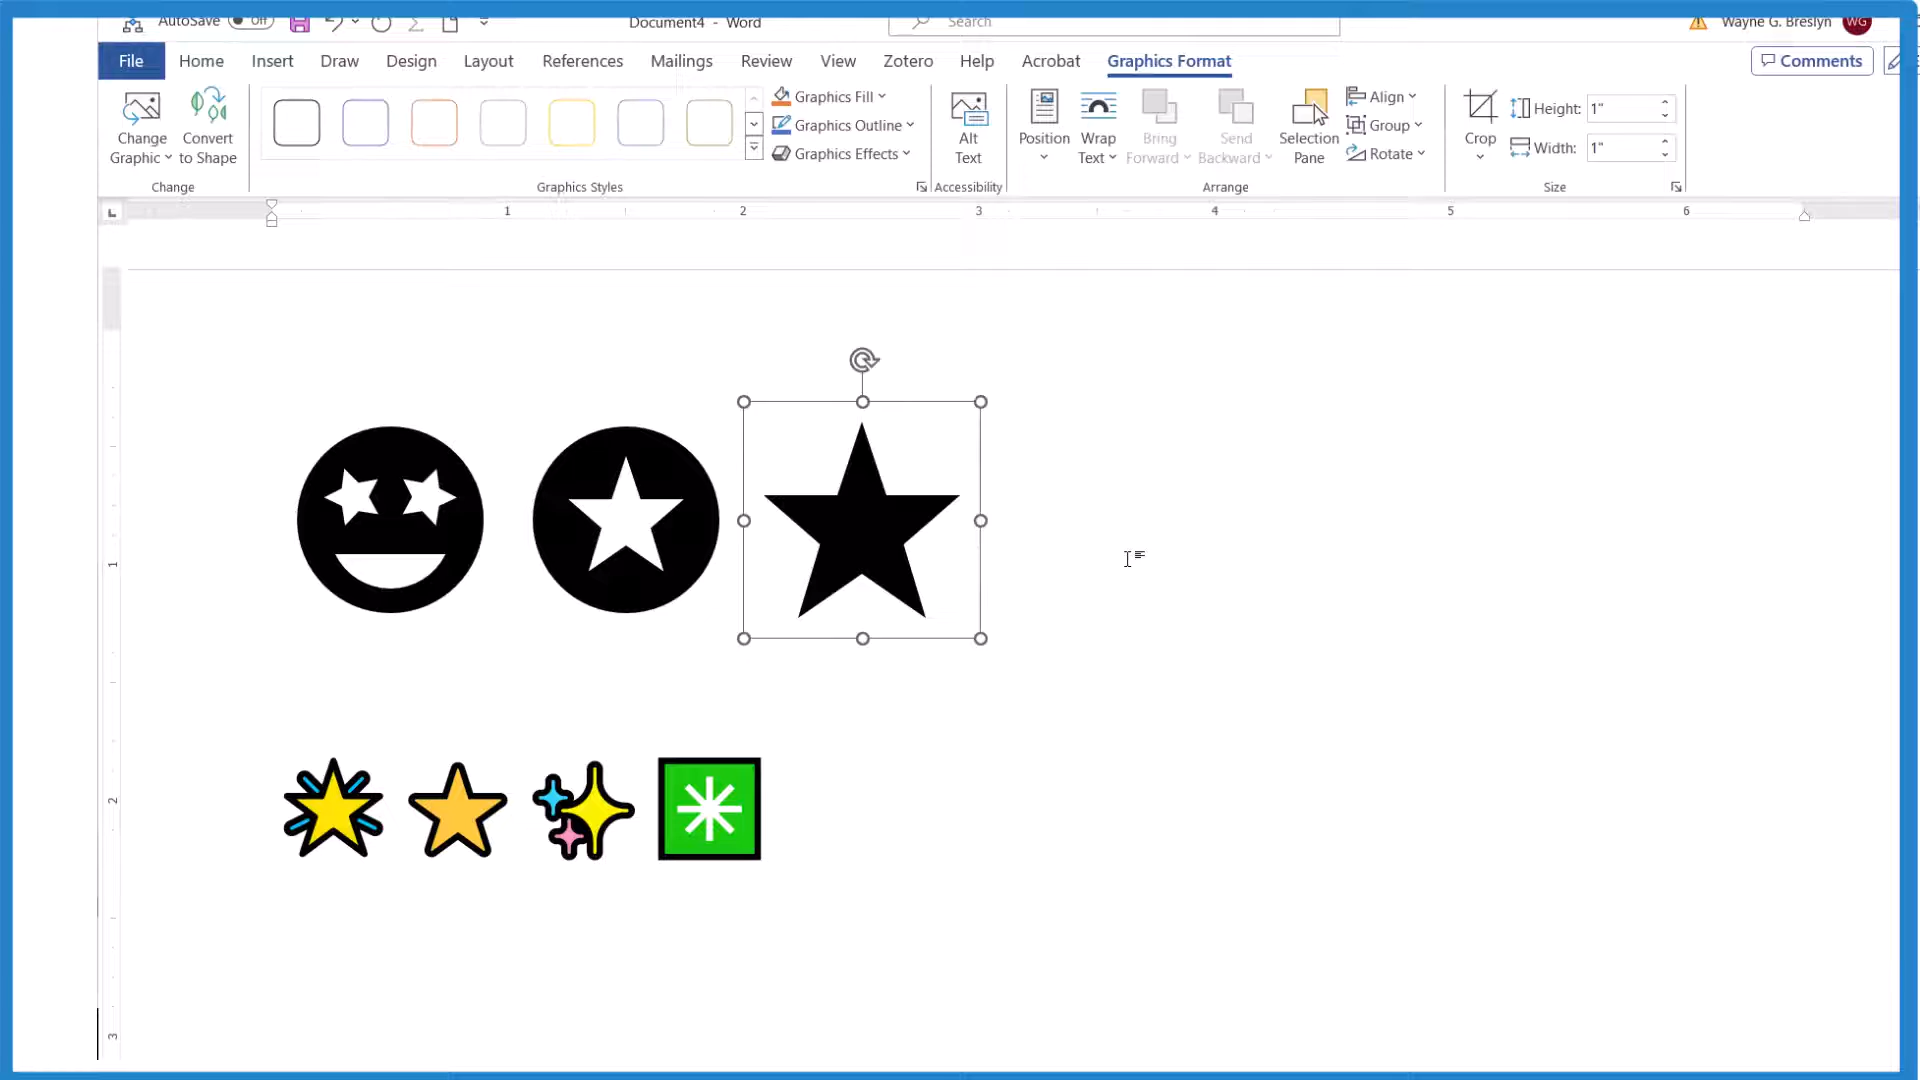 AutoSave Off Document4 - Word Search Wayne G. Breslyn WG
File Home Insert Draw Design Layout References Mailings Review View Zotero Help Acrobat Graphics Format Comments
Change Graphic
Convert to Shape
Change
Graphics Fill
Graphics Outline
Graphics Effects
Graphics Styles
Alt Text
Accessibility
Position
Wrap Text
Bring Forward
Send Backward
Selection Pane
Align
Group
Rotate
Arrange
Crop
Height: 1"
Width: 1"
Size
1 2 3 4 5 6
1
2
3